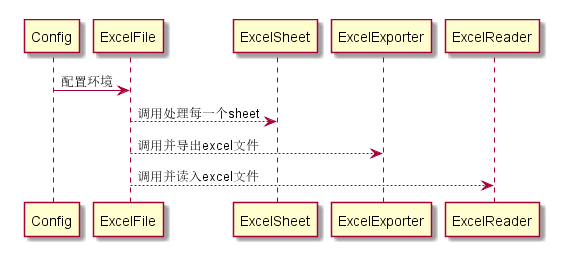 Config ExcelFile ExcelSheet ExcelExporter ExcelReader
配置环境
调用处理每一个sheet
调用并导出excel文件
调用并读入excel文件
Config ExcelFile ExcelSheet ExcelExporter ExcelReader